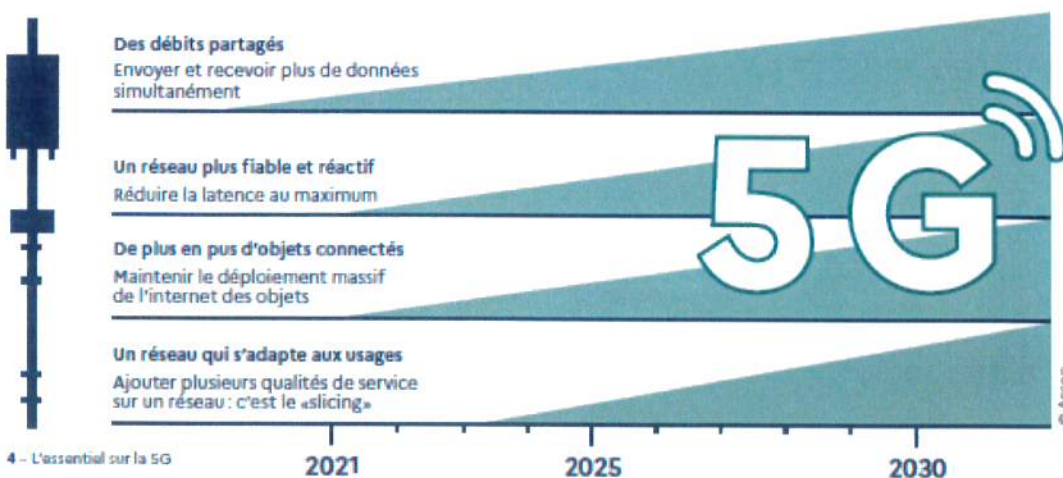 Des débits partagés
Envoyer et recevoir plus de données
simultanément
Un réseau plus fiable et réactif
Réduire la latence au maximum
De plus en pus d'objets connectés
Maintenir le déploiement massif
de l'internet des objets
Un réseau qui s'adapte aux usages
Ajouter plusieurs qualités de service
sur un réseau : c'est le «slicing»
5G
4 – L'essentiel sur la 5G
2021
2025
2030